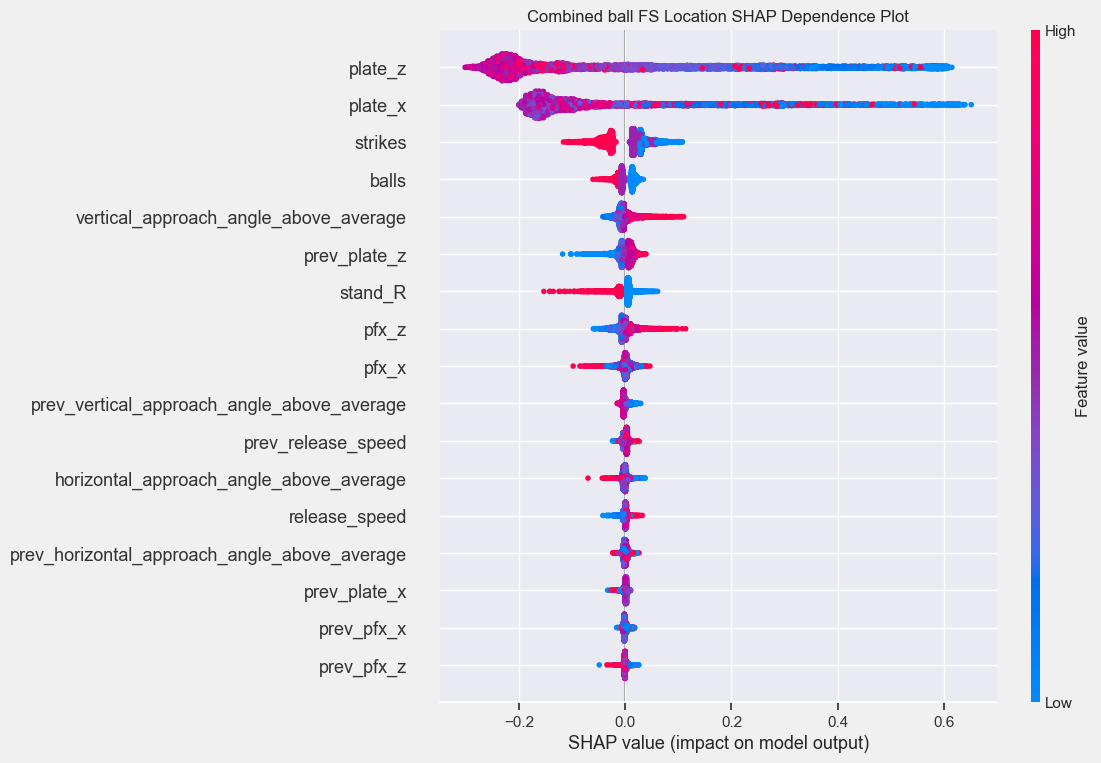 Combined ball FS Location SHAP Dependence Plot
High
plate_z
plate_x
strikes
balls
vertical_approach_angle_above_average
prev_plate_z
stand_R
pfx_z
pfx_x
prev_vertical_approach_angle_above_average
prev_release_speed
horizontal_approach_angle_above_average
release_speed
prev_horizontal_approach_angle_above_average
prev_plate_x
prev_pfx_x
prev_pfx_z
Feature value
Low
−0.2 0.0 0.2 0.4 0.6
SHAP value (impact on model output)